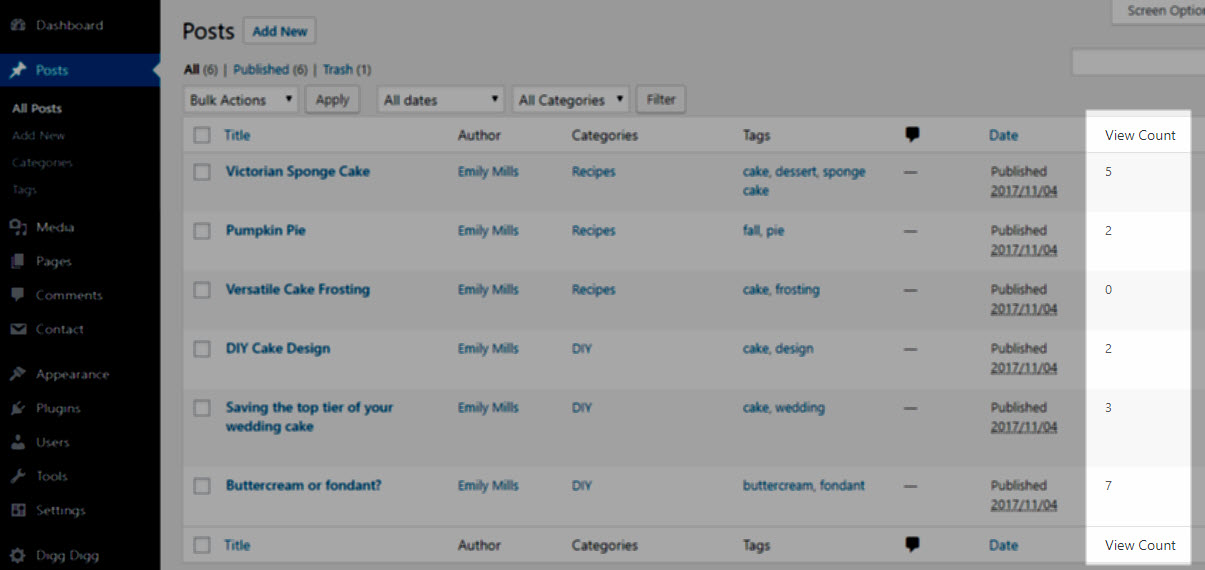 Dashboard
Posts
All Posts
Add New
Categories
Tags
Media
Pages
Comments
Contact
Appearance
Plugins
Users
Tools
Settings
Digg Digg
Screen Optio
Posts Add New
All (6) | Published (6) | Trash (1)
Bulk Actions Apply All dates All Categories Filter
Title Author Categories Tags Date View Count
Victorian Sponge Cake Emily Mills Recipes cake, dessert, sponge — Published 5
cake 2017/11/04
Pumpkin Pie Emily Mills Recipes fall, pie — Published 2
2017/11/04
Versatile Cake Frosting Emily Mills Recipes cake, frosting — Published 0
2017/11/04
DIY Cake Design Emily Mills DIY cake, design — Published 2
2017/11/04
Saving the top tier of your Emily Mills DIY cake, wedding — Published 3
wedding cake 2017/11/04
Buttercream or fondant? Emily Mills DIY buttercream, fondant — Published 7
2017/11/04
Title Author Categories Tags Date View Count